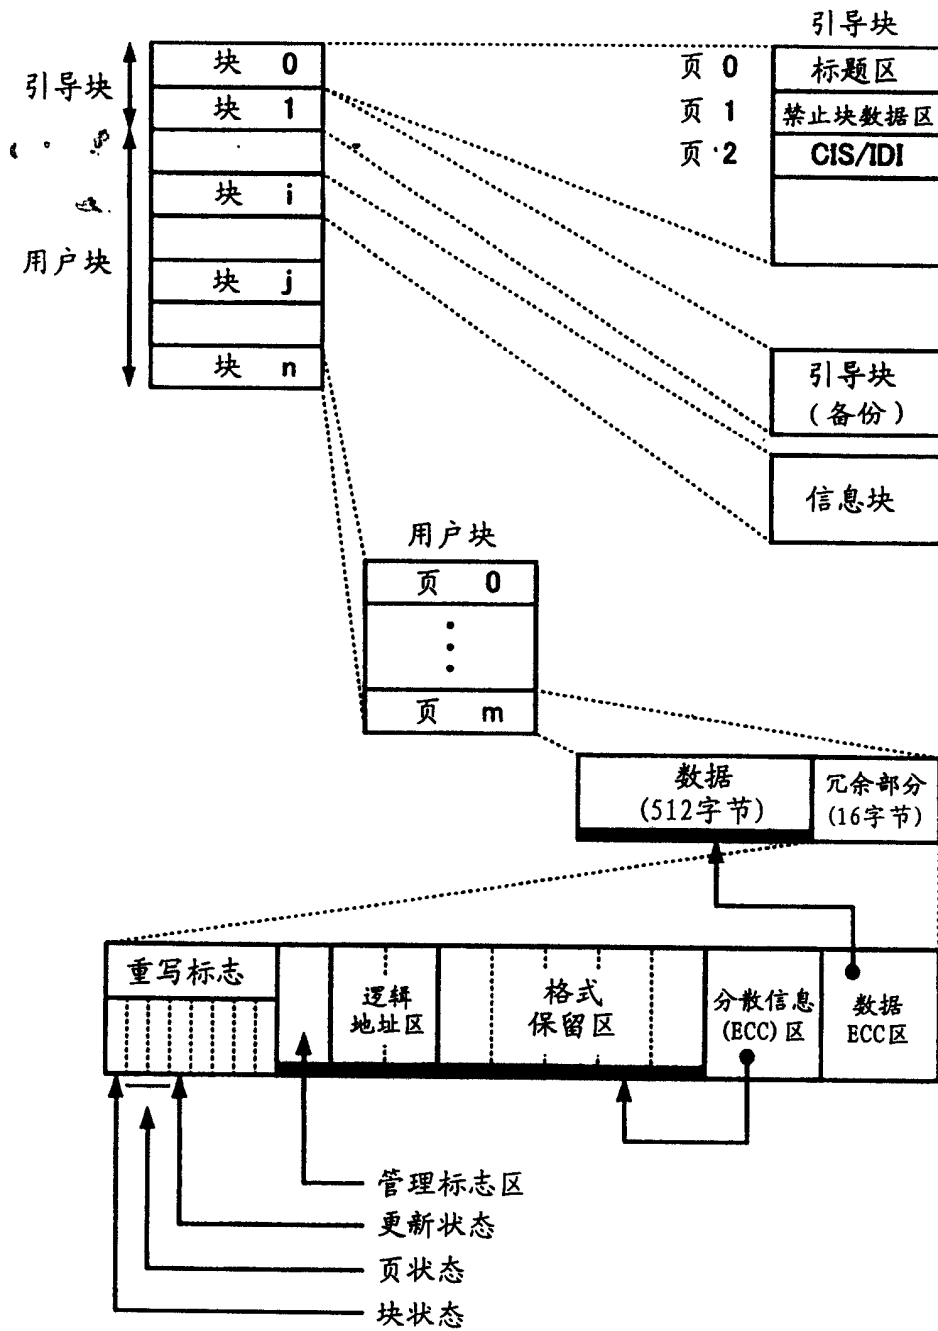 引导块
块 0
页 0
标题区
引导块
块 1
页 1
禁止块数据区
页 2
CIS/IDI
块 i
用户块
块 j
块 n
引导块
(备份)
信息块
用户块
页 0
页 m
数据
(512字节)
冗余部分
(16字节)
重写标志
逻辑
地址区
格式
保留区
分散信息
(ECC)区
数据
ECC区
管理标志区
更新状态
页状态
块状态